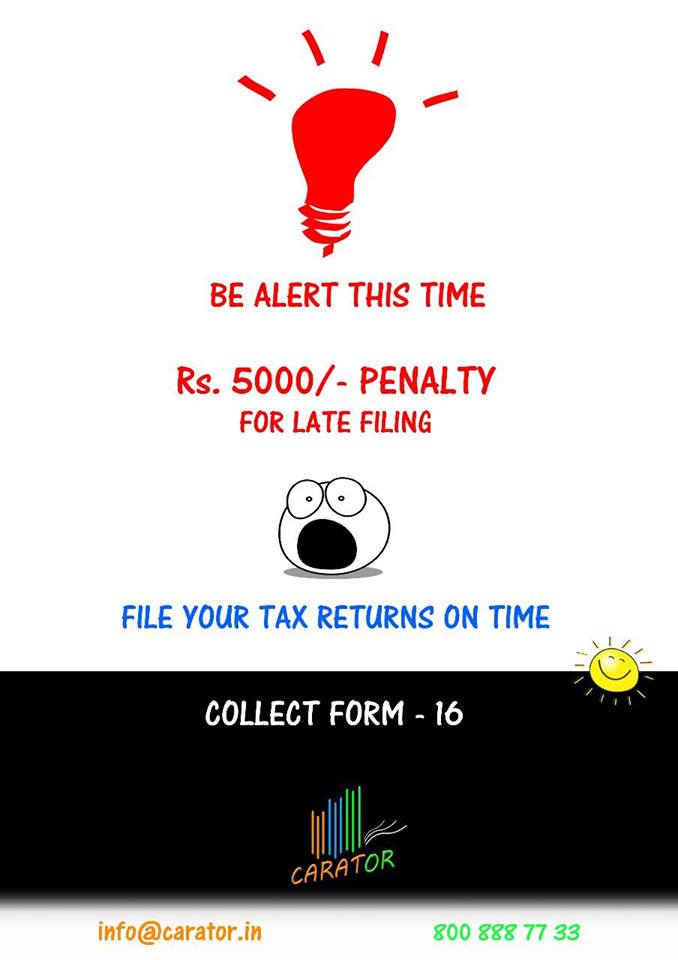 BE ALERT THIS TIME
Rs. 5000/- PENALTY
FOR LATE FILING
FILE YOUR TAX RETURNS ON TIME
COLLECT FORM - 16
CARATOR
info@carator.in
800 888 77 33